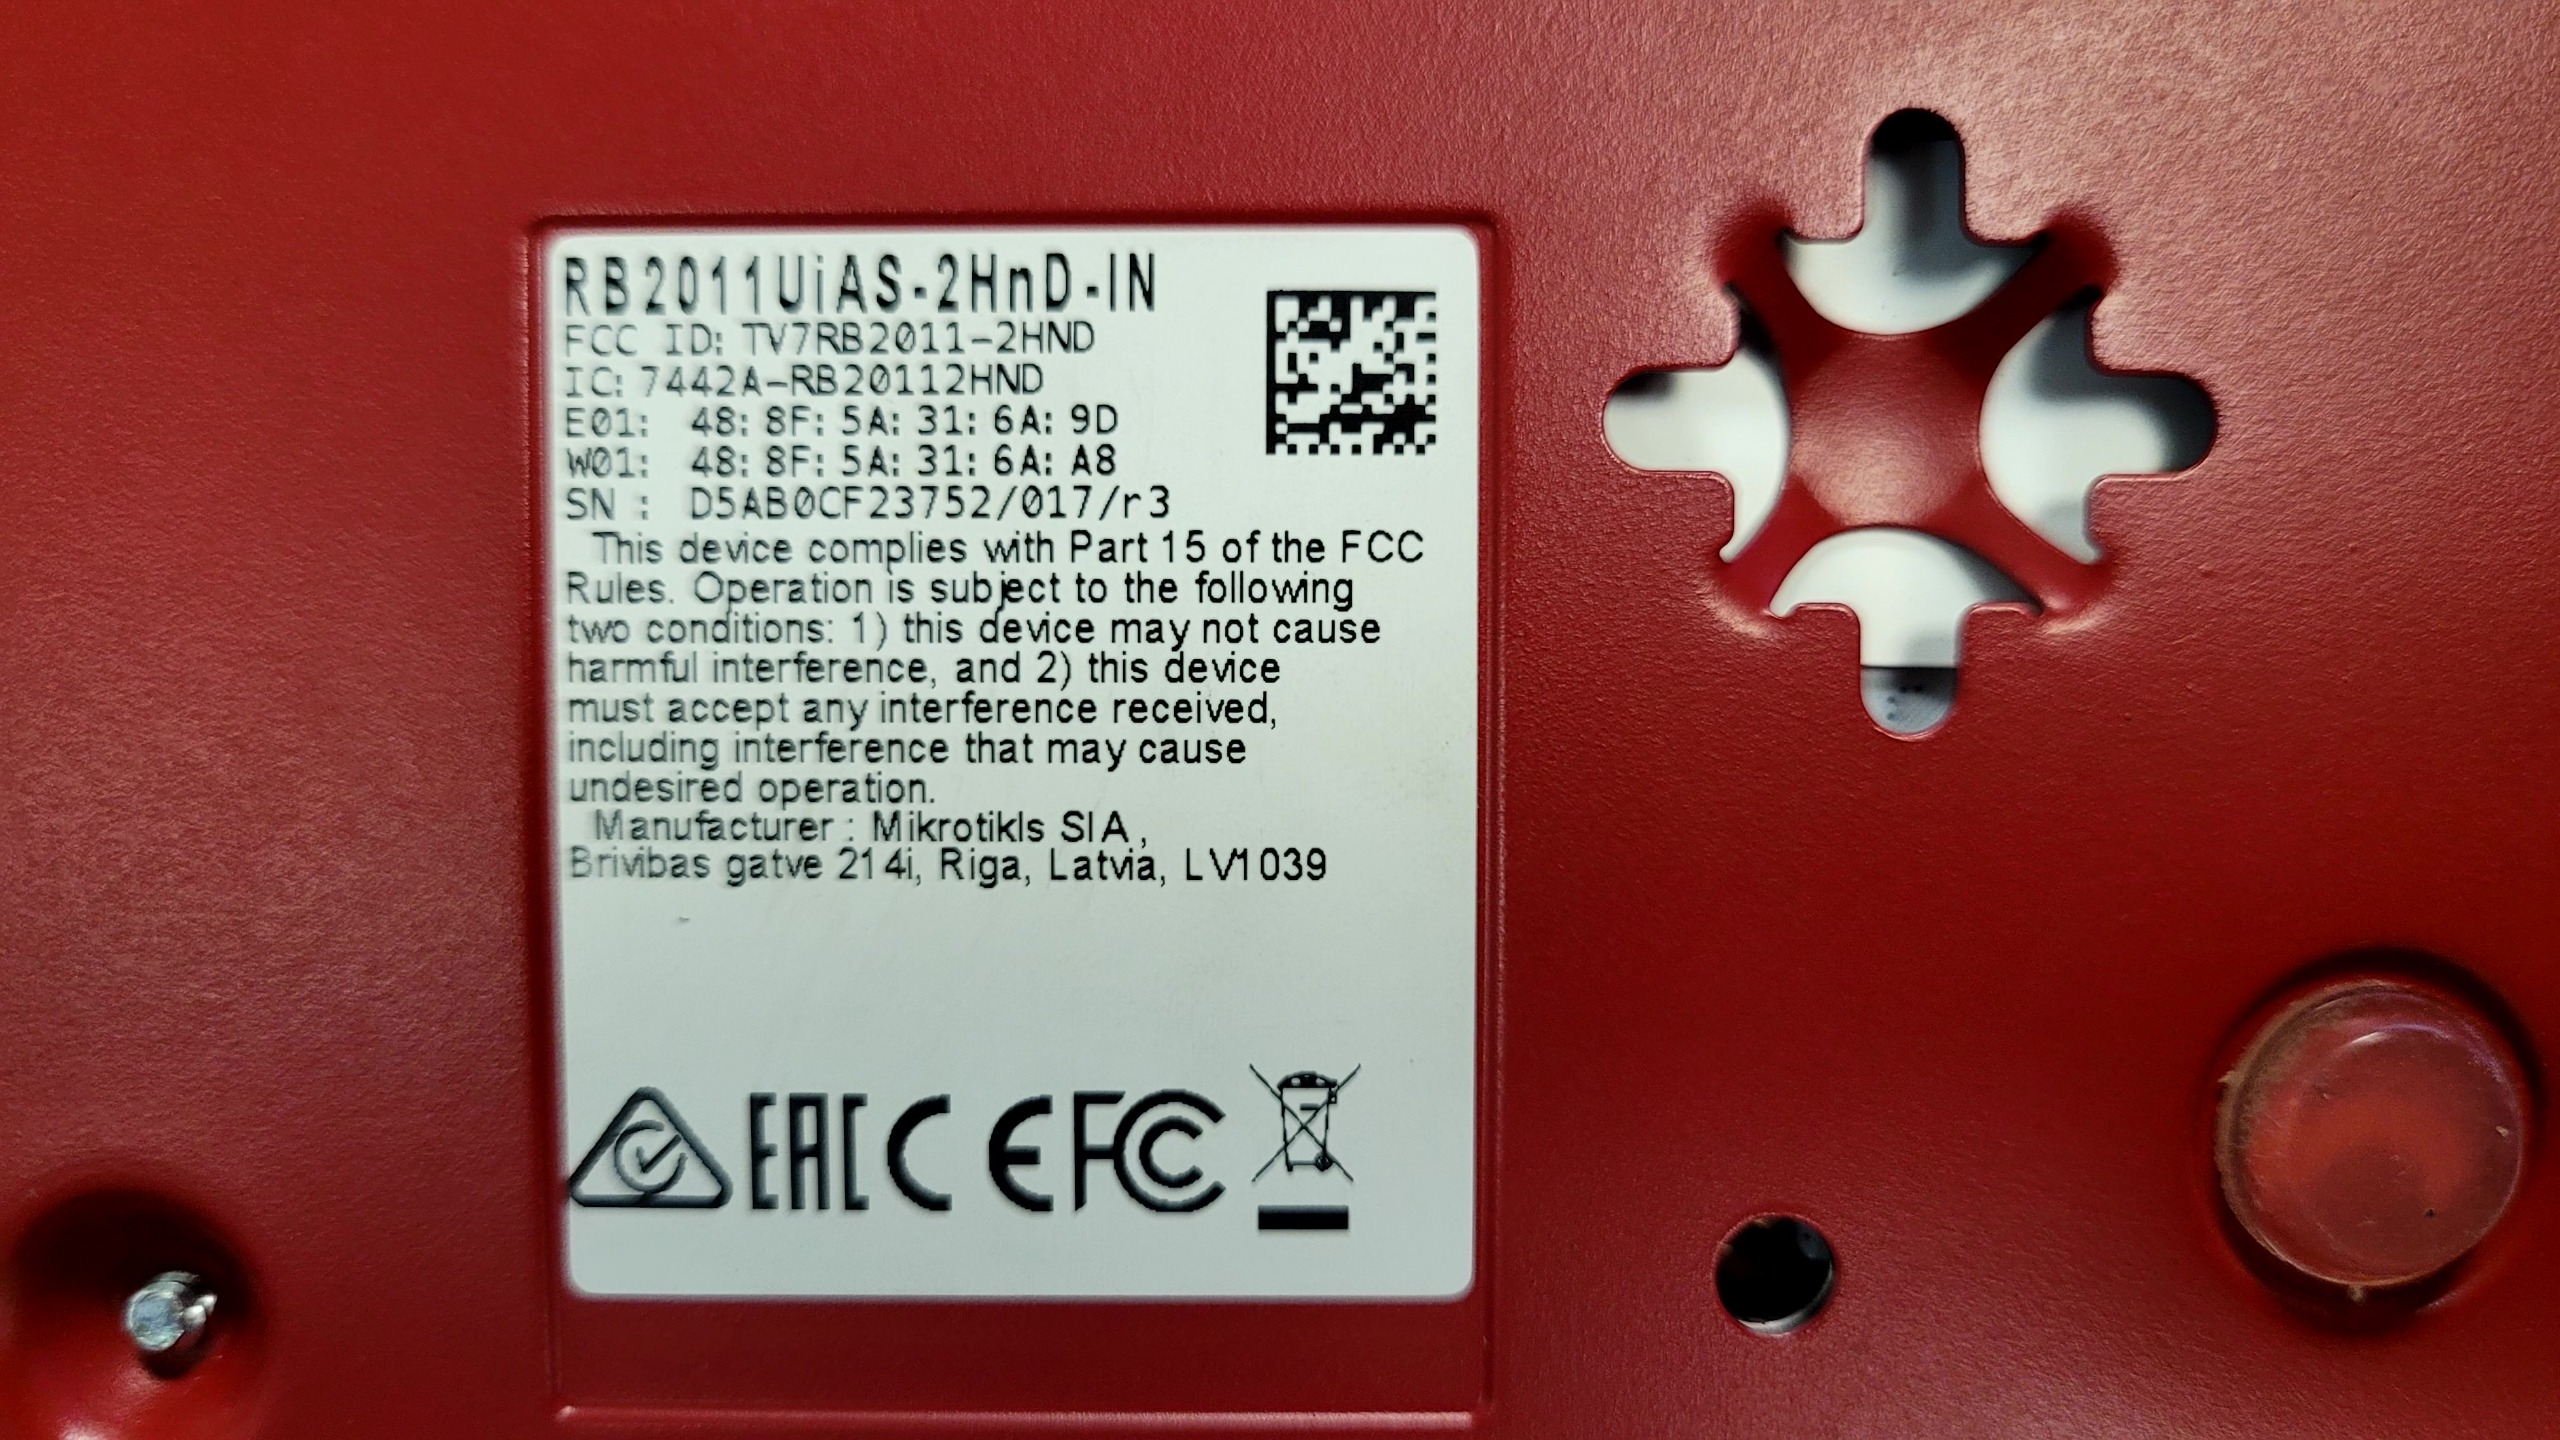 RB2011UiAS-2HnD-IN
FCC ID: TV7RB2011-2HND
IC: 7442A-RB20112HND
E01: 48:8F:5A:31:6A:9D
W01: 48:8F:5A:31:6A:A8
SN : D5AB0CF23752/017/r3
This device complies with Part 15 of the FCC
Rules. Operation is subject to the following
two conditions: 1) this device may not cause
harmful interference, and 2) this device
must accept any interference received,
including interference that may cause
undesired operation.
Manufacturer : Mikrotikls SIA,
Brivibas gatve 214i, Riga, Latvia, LV1039
EAC CE FCC